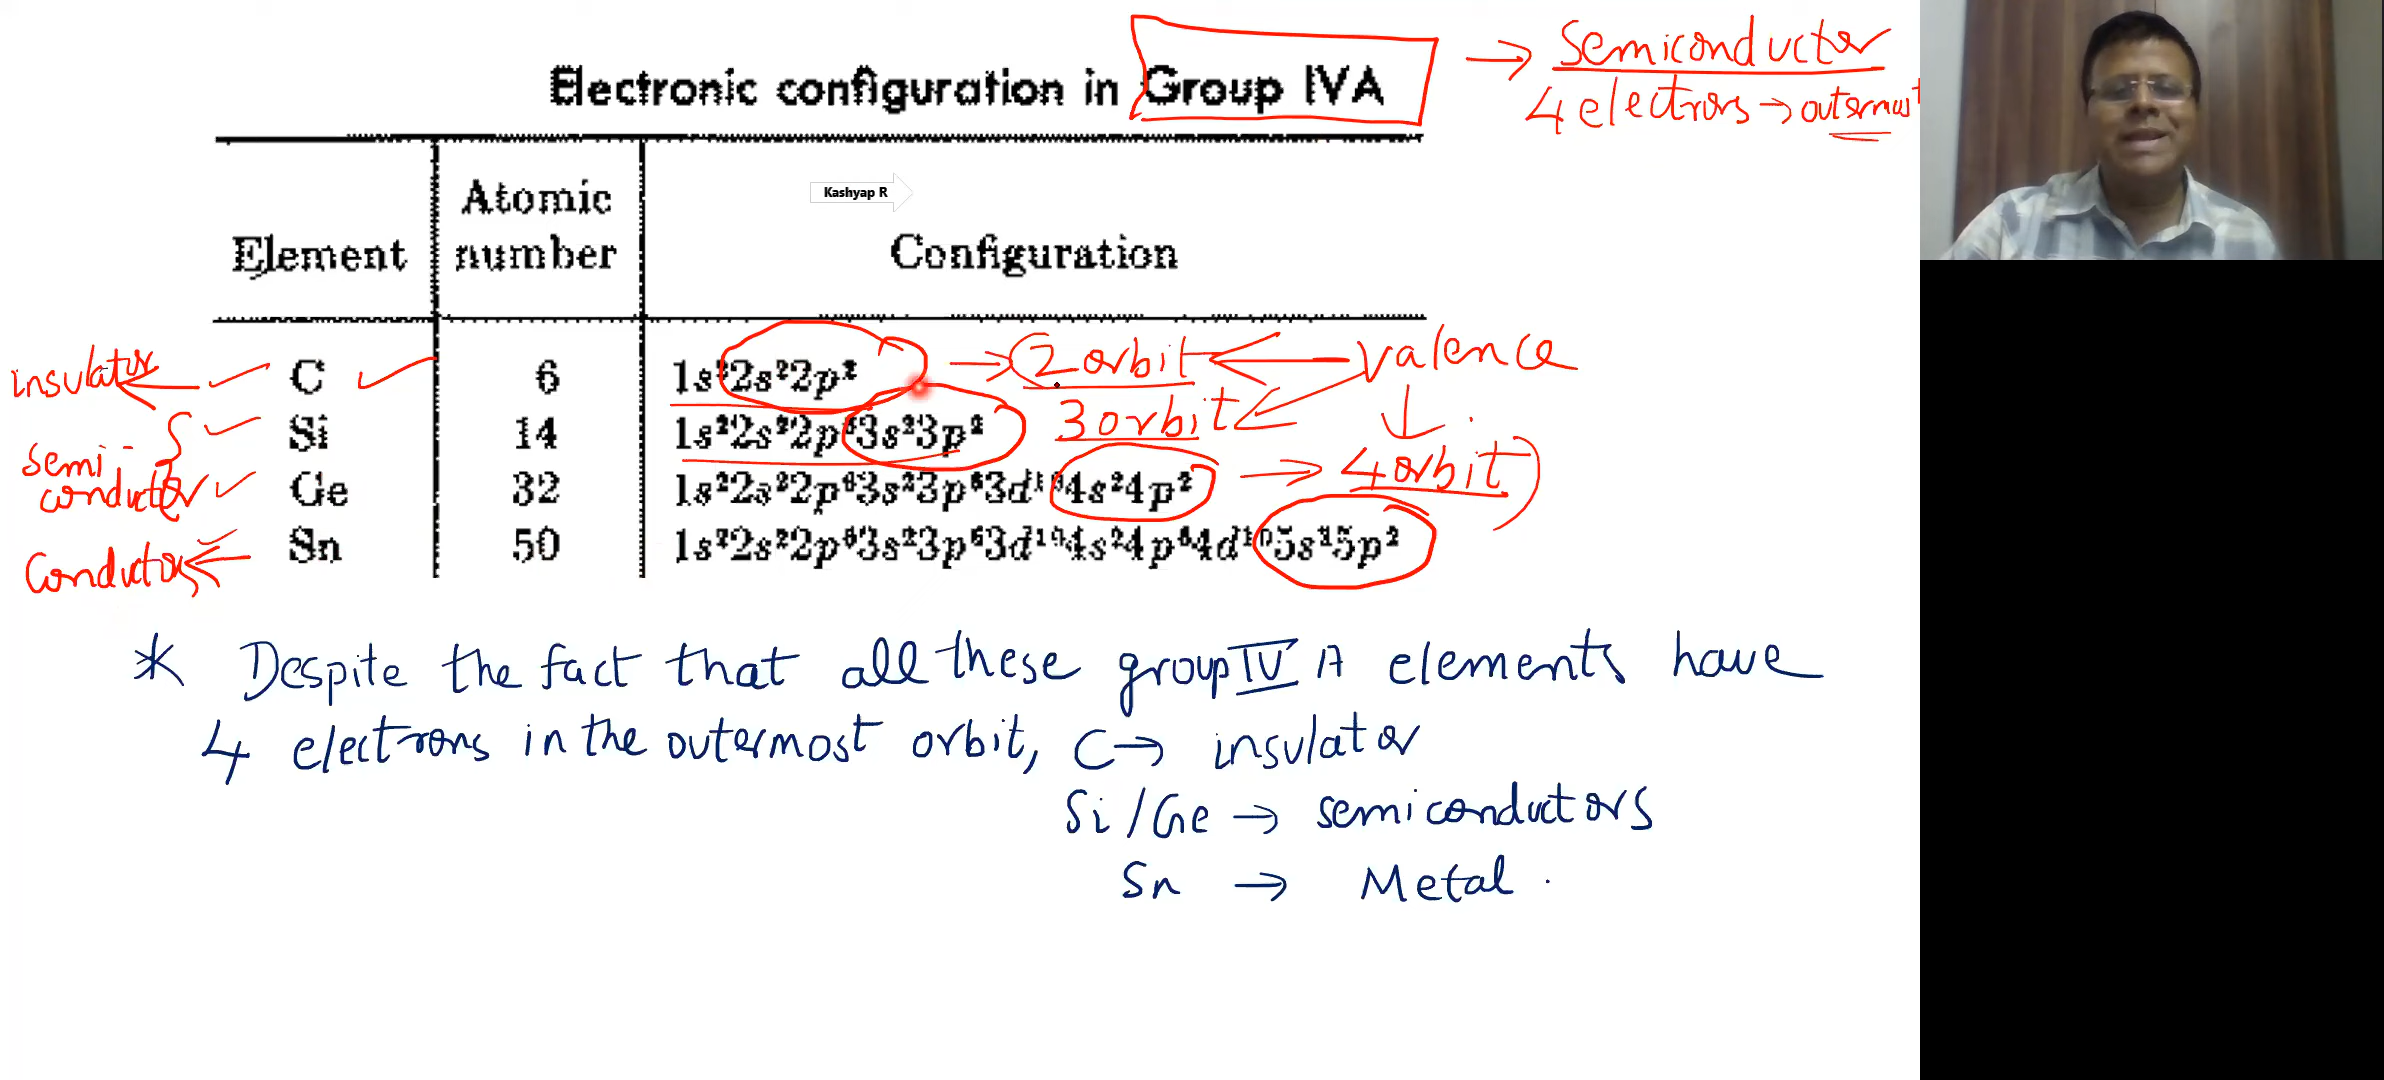 Electronic configuration in Group IVA → Semiconductor
4 electrons → outermost
Kashyap R
Element Atomic number Configuration
insulator C 6 1s²2s²2p² → 2 orbit ← valence
Si 14 1s²2s²2p⁶3s²3p² 3 orbit
semi-conductor Ge 32 1s²2s²2p⁶3s²3p⁶3d¹⁰4s²4p² → 4 orbit
Conductor Sn 50 1s²2s²2p⁶3s²3p⁶3d¹⁰4s²4p⁶4d¹⁰5s²5p²
* Despite the fact that all these group IV A elements have
4 electrons in the outermost orbit, C → insulator
Si/Ge → semiconductors
Sn → Metal.